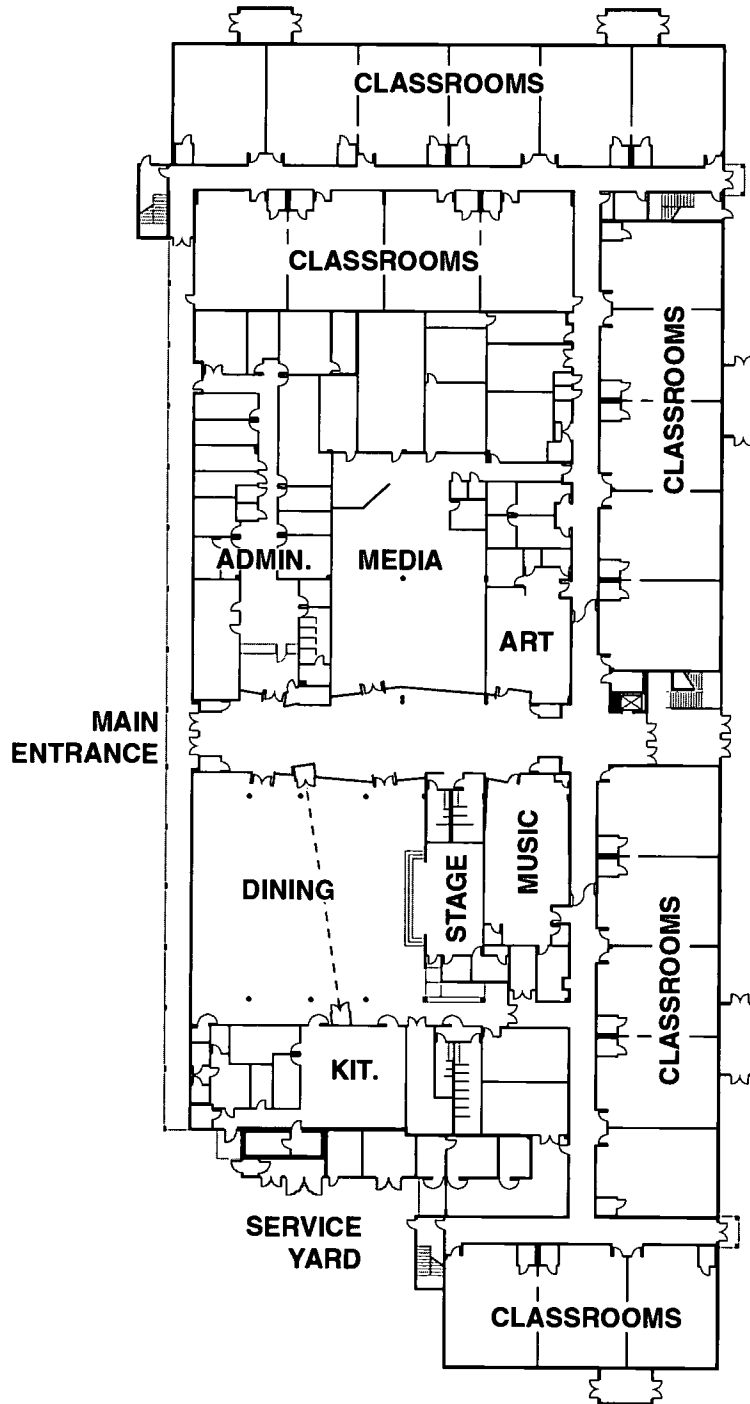 CLASSROOMS
CLASSROOMS
CLASSROOMS
ADMIN.
MEDIA
ART
MAIN
ENTRANCE
DINING
STAGE
MUSIC
CLASSROOMS
KIT.
SERVICE
YARD
CLASSROOMS